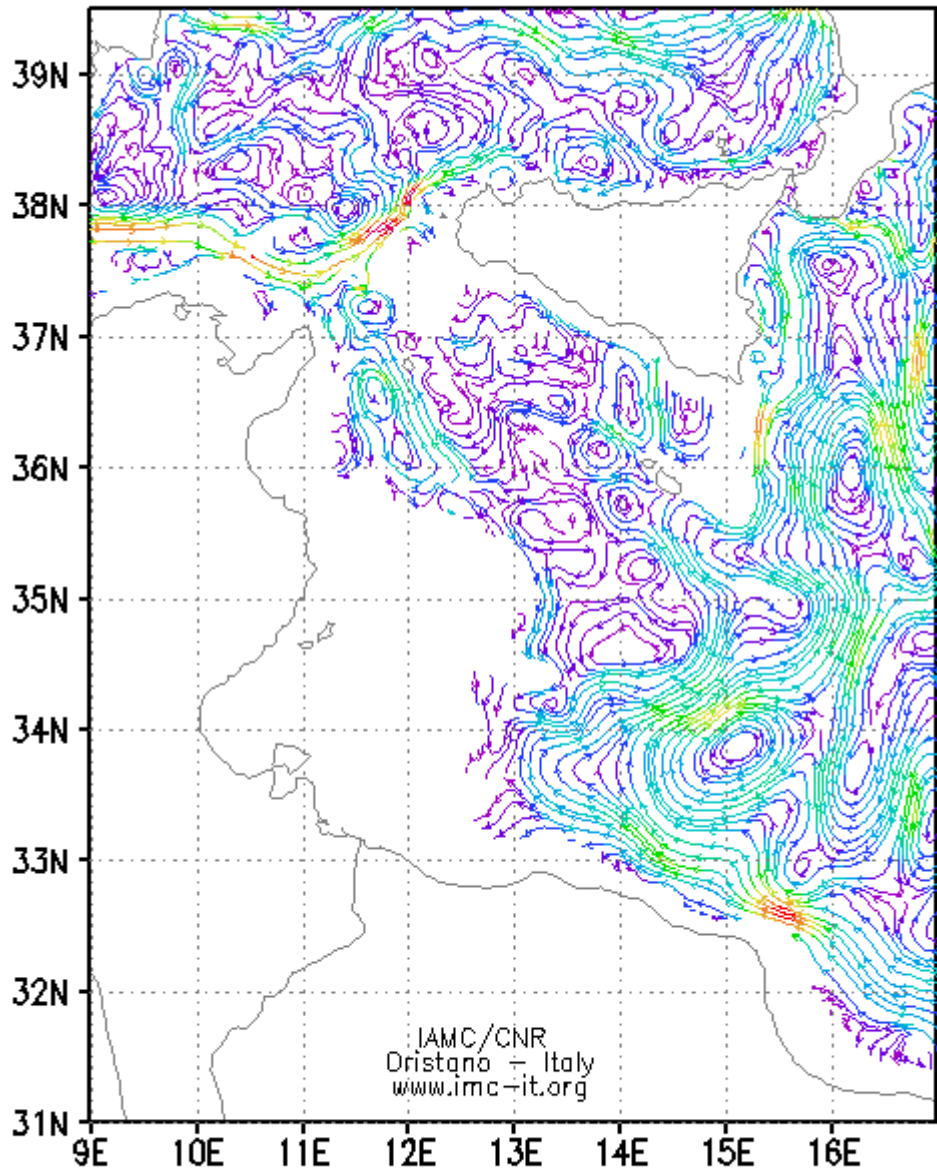 39N
38N
37N
36N
35N
34N
33N
32N
31N
IAMC/CNR
Oristano – Italy
www.imc-it.org
9E 10E 11E 12E 13E 14E 15E 16E